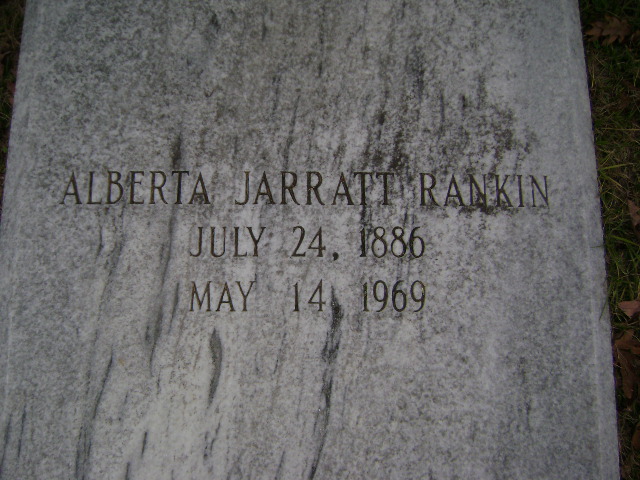 ALBERTA JARRATT RANKIN
JULY 24, 1886
MAY 14 1969